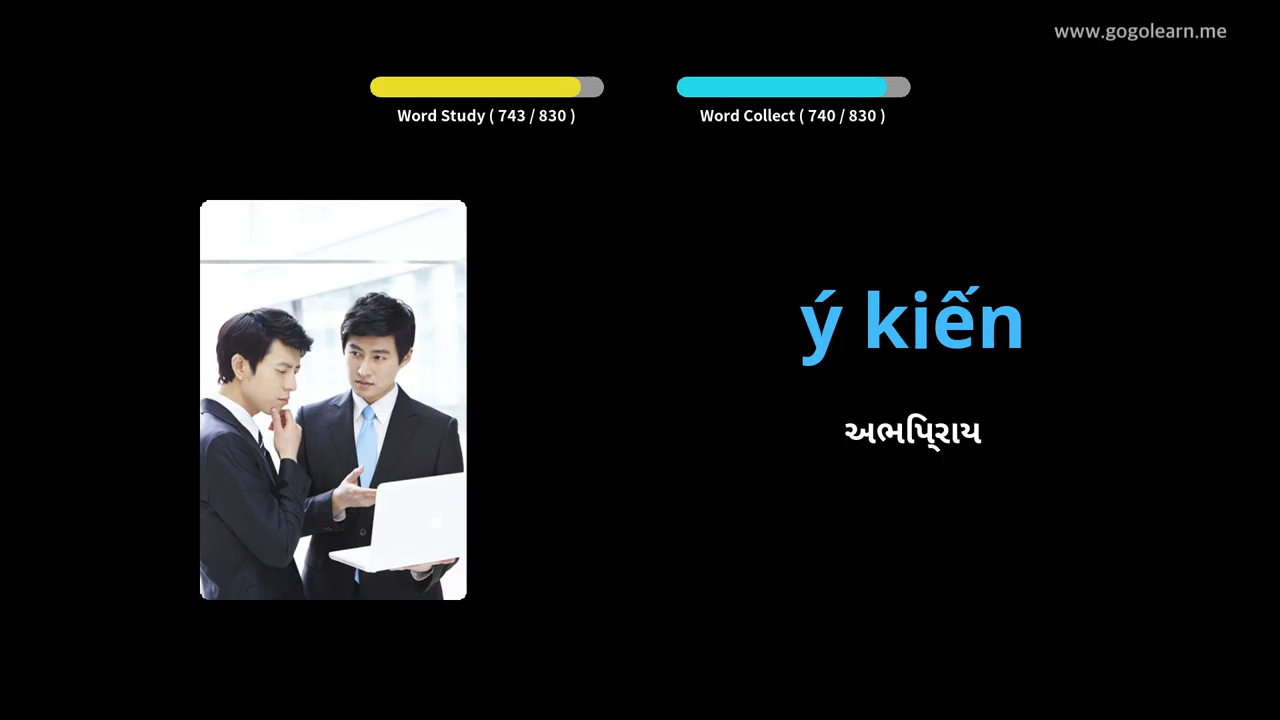 www.gogolearn.me
Word Study ( 743 / 830 )
Word Collect ( 740 / 830 )
ý kiến
અભિપ્રાય